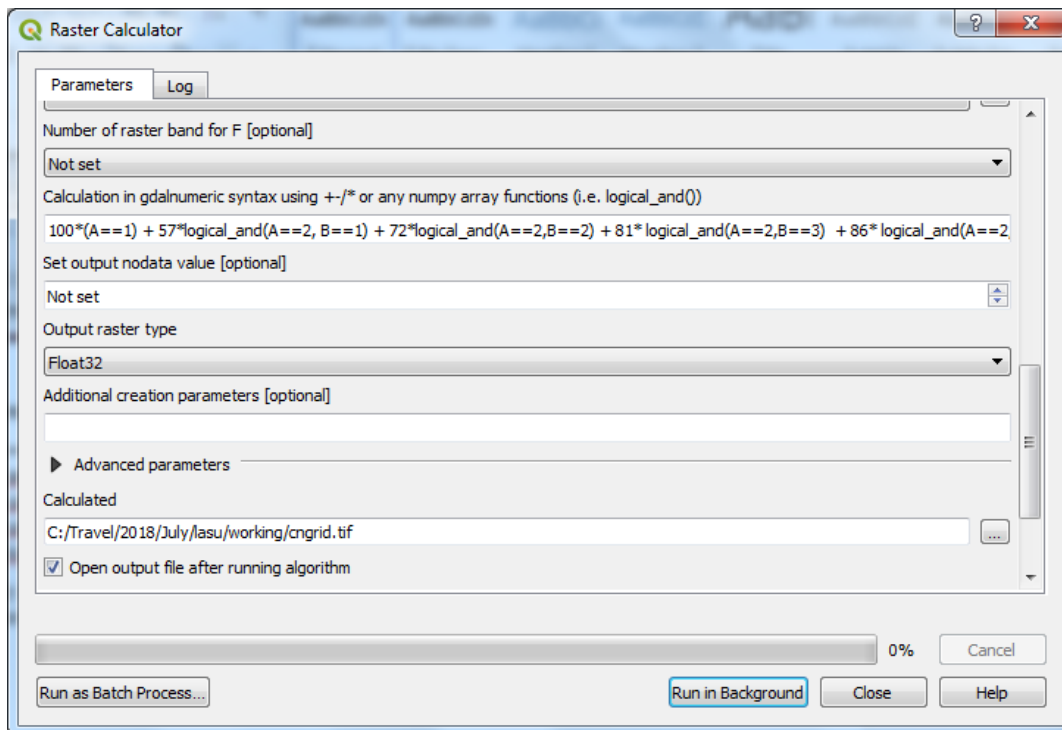 Raster Calculator
Parameters
Log
Number of raster band for F [optional]
Not set
Calculation in gdalnumeric syntax using +-/* or any numpy array functions (i.e. logical_and())
100*(A==1) + 57*logical_and(A==2, B==1) + 72*logical_and(A==2,B==2) + 81* logical_and(A==2,B==3)  + 86* logical_and(A==2,
Set output nodata value [optional]
Not set
Output raster type
Float32
Additional creation parameters [optional]
Advanced parameters
Calculated
C:/Travel/2018/July/lasu/working/cngrid.tif
...
Open output file after running algorithm
0%
Cancel
Run as Batch Process...
Run in Background
Close
Help